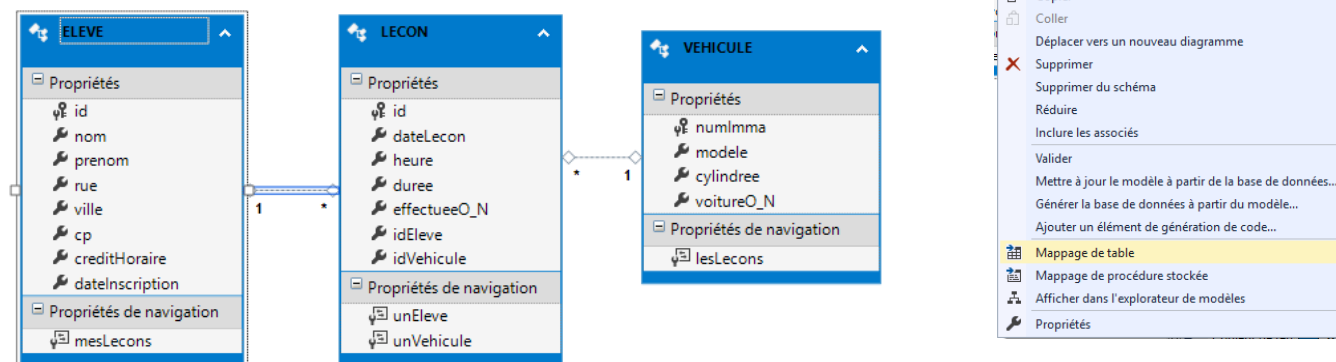 ELEVE
Propriétés
id
nom
prenom
rue
ville
cp
creditHoraire
dateInscription
Propriétés de navigation
mesLecons
1
*
LECON
Propriétés
id
dateLecon
heure
duree
effectueeO_N
idEleve
idVehicule
Propriétés de navigation
unEleve
unVehicule
*
1
VEHICULE
Propriétés
numImma
modele
cylindree
voitureO_N
Propriétés de navigation
lesLecons
Coller
Déplacer vers un nouveau diagramme
Supprimer
Supprimer du schéma
Réduire
Inclure les associés
Valider
Mettre à jour le modèle à partir de la base de données...
Générer la base de données à partir du modèle...
Ajouter un élément de génération de code...
Mappage de table
Mappage de procédure stockée
Afficher dans l'explorateur de modèles
Propriétés